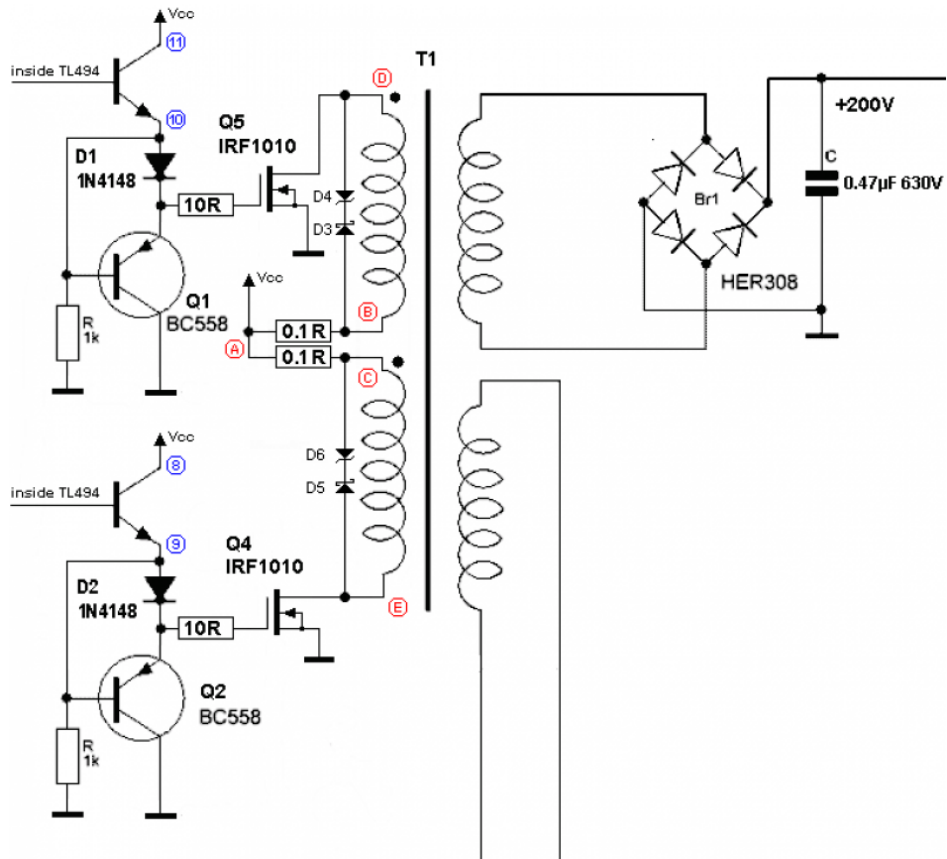 Vcc
11
inside TL494
10
D1
1N4148
Q5
IRF1010
10R
Q1
BC558
R
1k
T1
D
D4
D3
Vcc
B
0.1R
A
0.1R
C
D6
D5
E
Br1
HER308
+200V
C
0.47µF 630V
Vcc
8
inside TL494
9
D2
1N4148
Q4
IRF1010
10R
Q2
BC558
R
1k